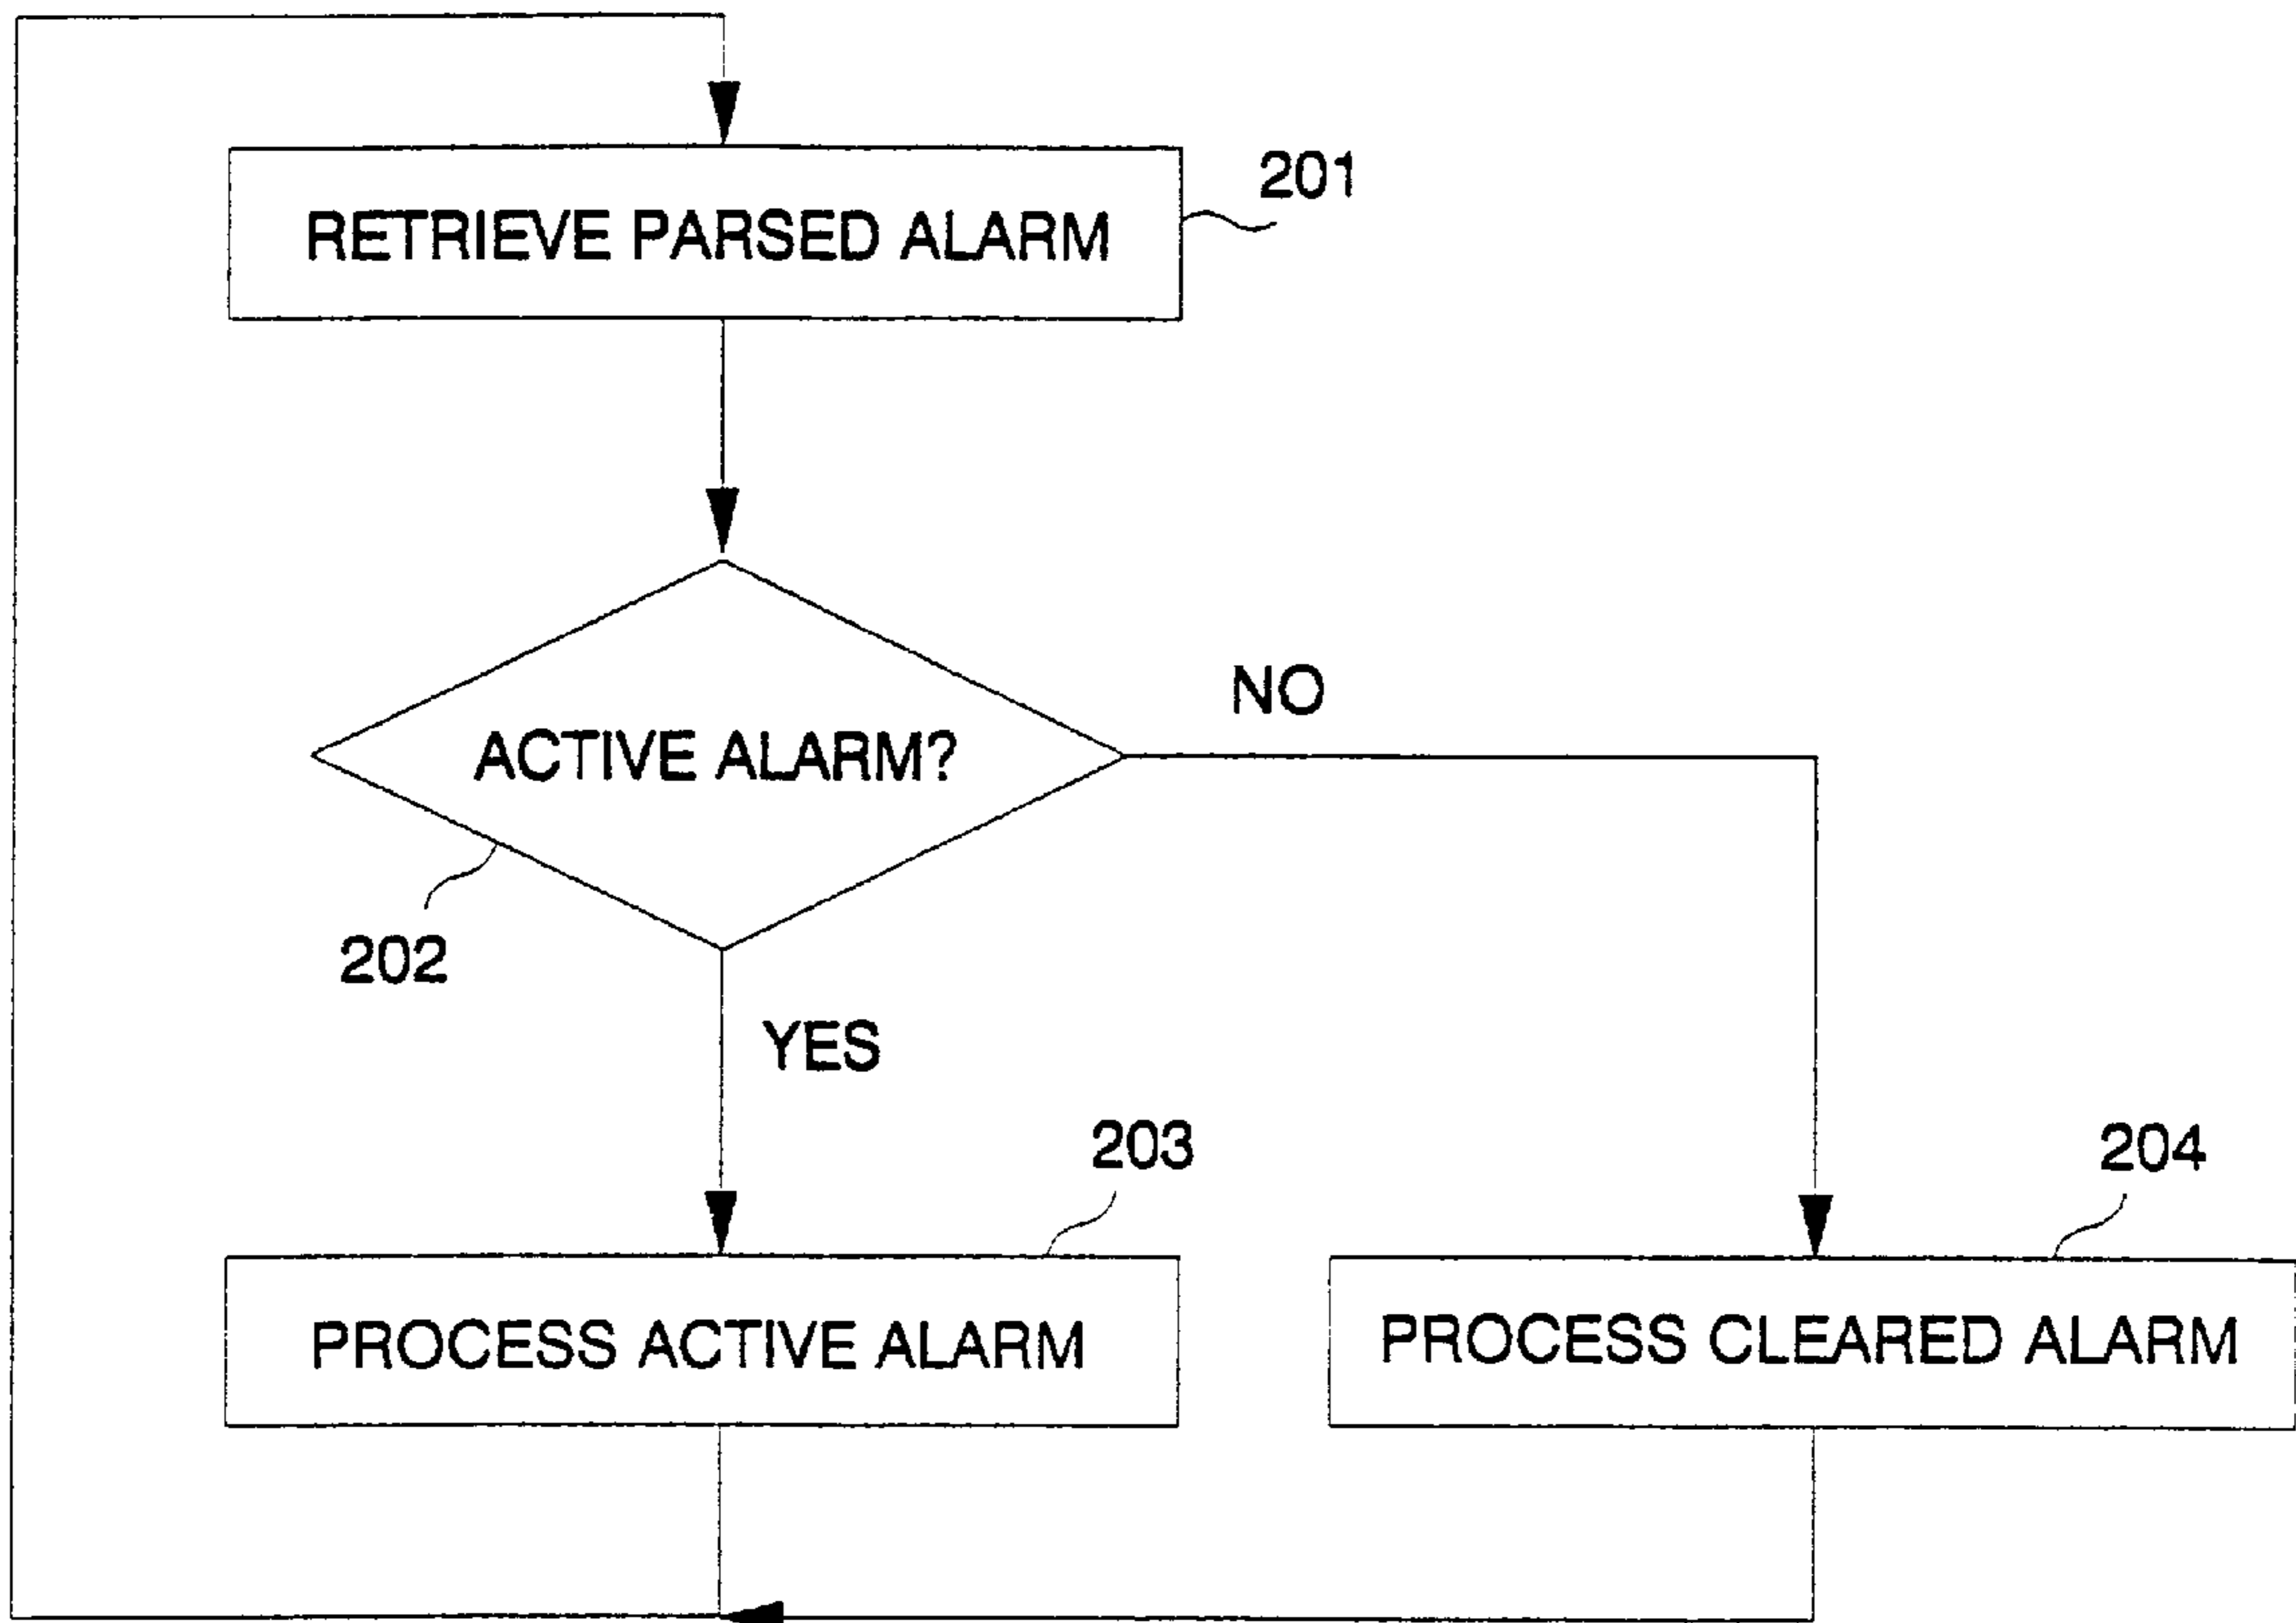 201
RETRIEVE PARSED ALARM
NO
ACTIVE ALARM?
202
YES
203
204
PROCESS ACTIVE ALARM
PROCESS CLEARED ALARM